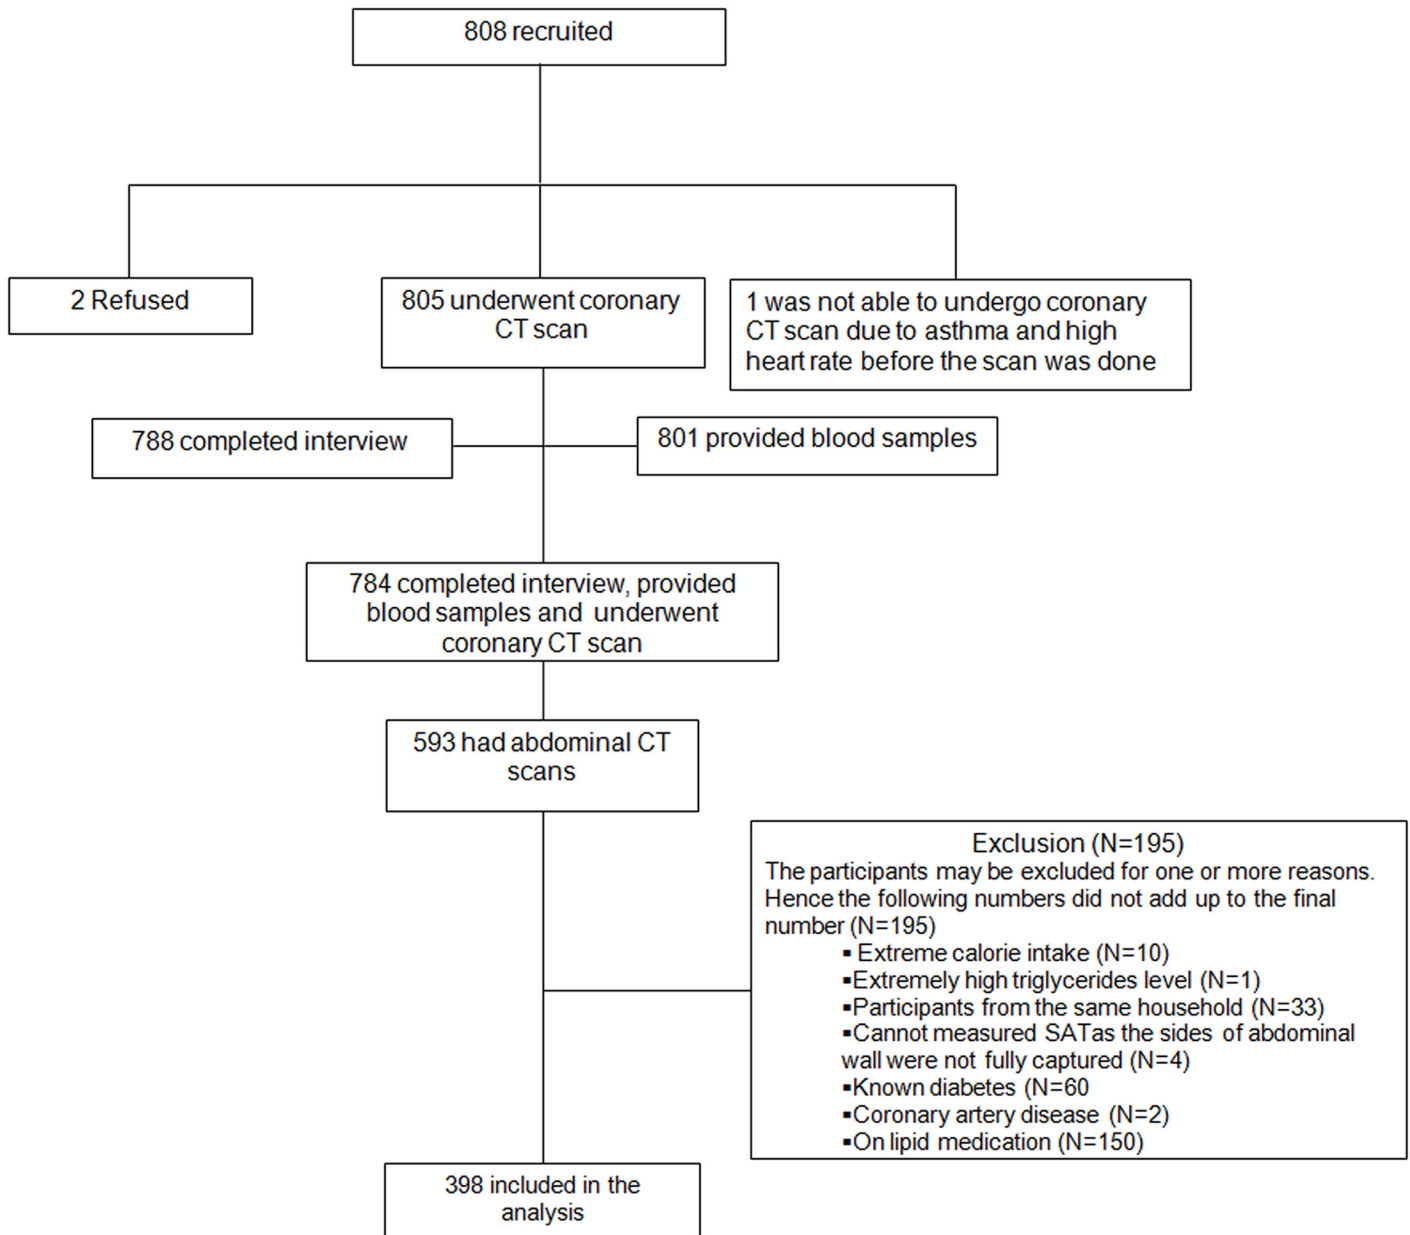 808 recruited
2 Refused
805 underwent coronary
CT scan
1 was not able to undergo coronary
CT scan due to asthma and high
heart rate before the scan was done
788 completed interview
801 provided blood samples
784 completed interview, provided
blood samples and underwent
coronary CT scan
593 had abdominal CT
scans
Exclusion (N=195)
The participants may be excluded for one or more reasons.
Hence the following numbers did not add up to the final
number (N=195)
▪ Extreme calorie intake (N=10)
▪Extremely high triglycerides level (N=1)
▪Participants from the same household (N=33)
▪Cannot measured SATas the sides of abdominal
wall were not fully captured (N=4)
▪Known diabetes (N=60
▪Coronary artery disease (N=2)
▪On lipid medication (N=150)
398 included in the
analysis